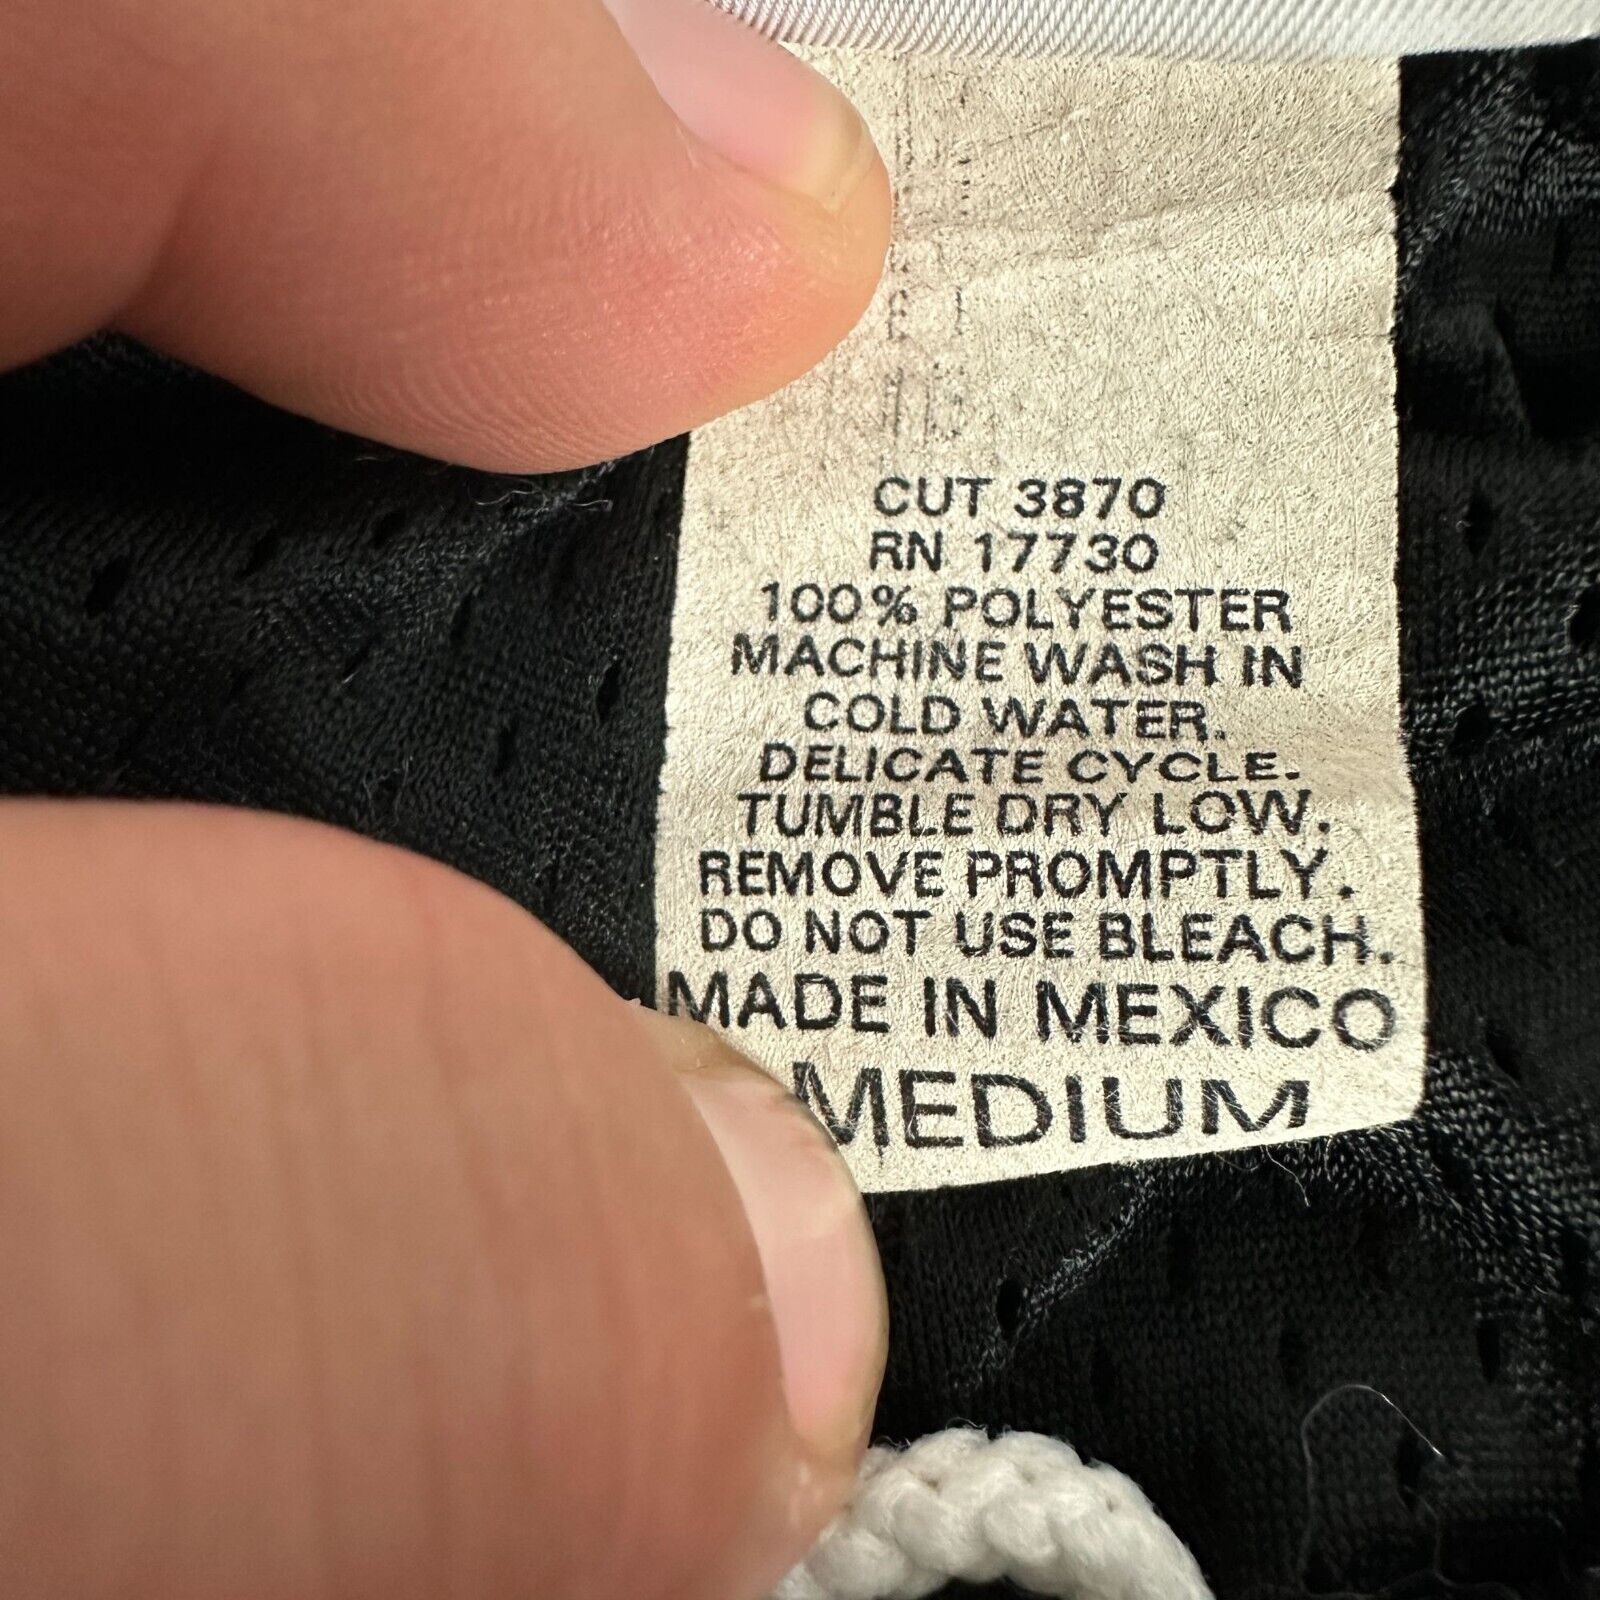 CUT 3870
RN 17730
100% POLYESTER
MACHINE WASH IN
COLD WATER.
DELICATE CYCLE.
TUMBLE DRY LOW.
REMOVE PROMPTLY.
DO NOT USE BLEACH.
MADE IN MEXICO
MEDIUM